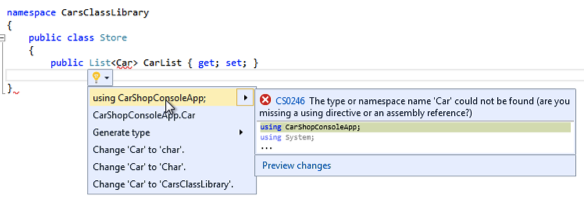 namespace CarsClassLibrary
{
public class Store
{
public List<Car> CarList { get; set; }
}
using CarShopConsoleApp;
CarShopConsoleApp.Car
Generate type
Change 'Car' to 'char'.
Change 'Car' to 'Char'.
Change 'Car' to 'CarsClassLibrary'.
CS0246 The type or namespace name 'Car' could not be found (are you
missing a using directive or an assembly reference?)
using CarShopConsoleApp;
using System;
...
Preview changes